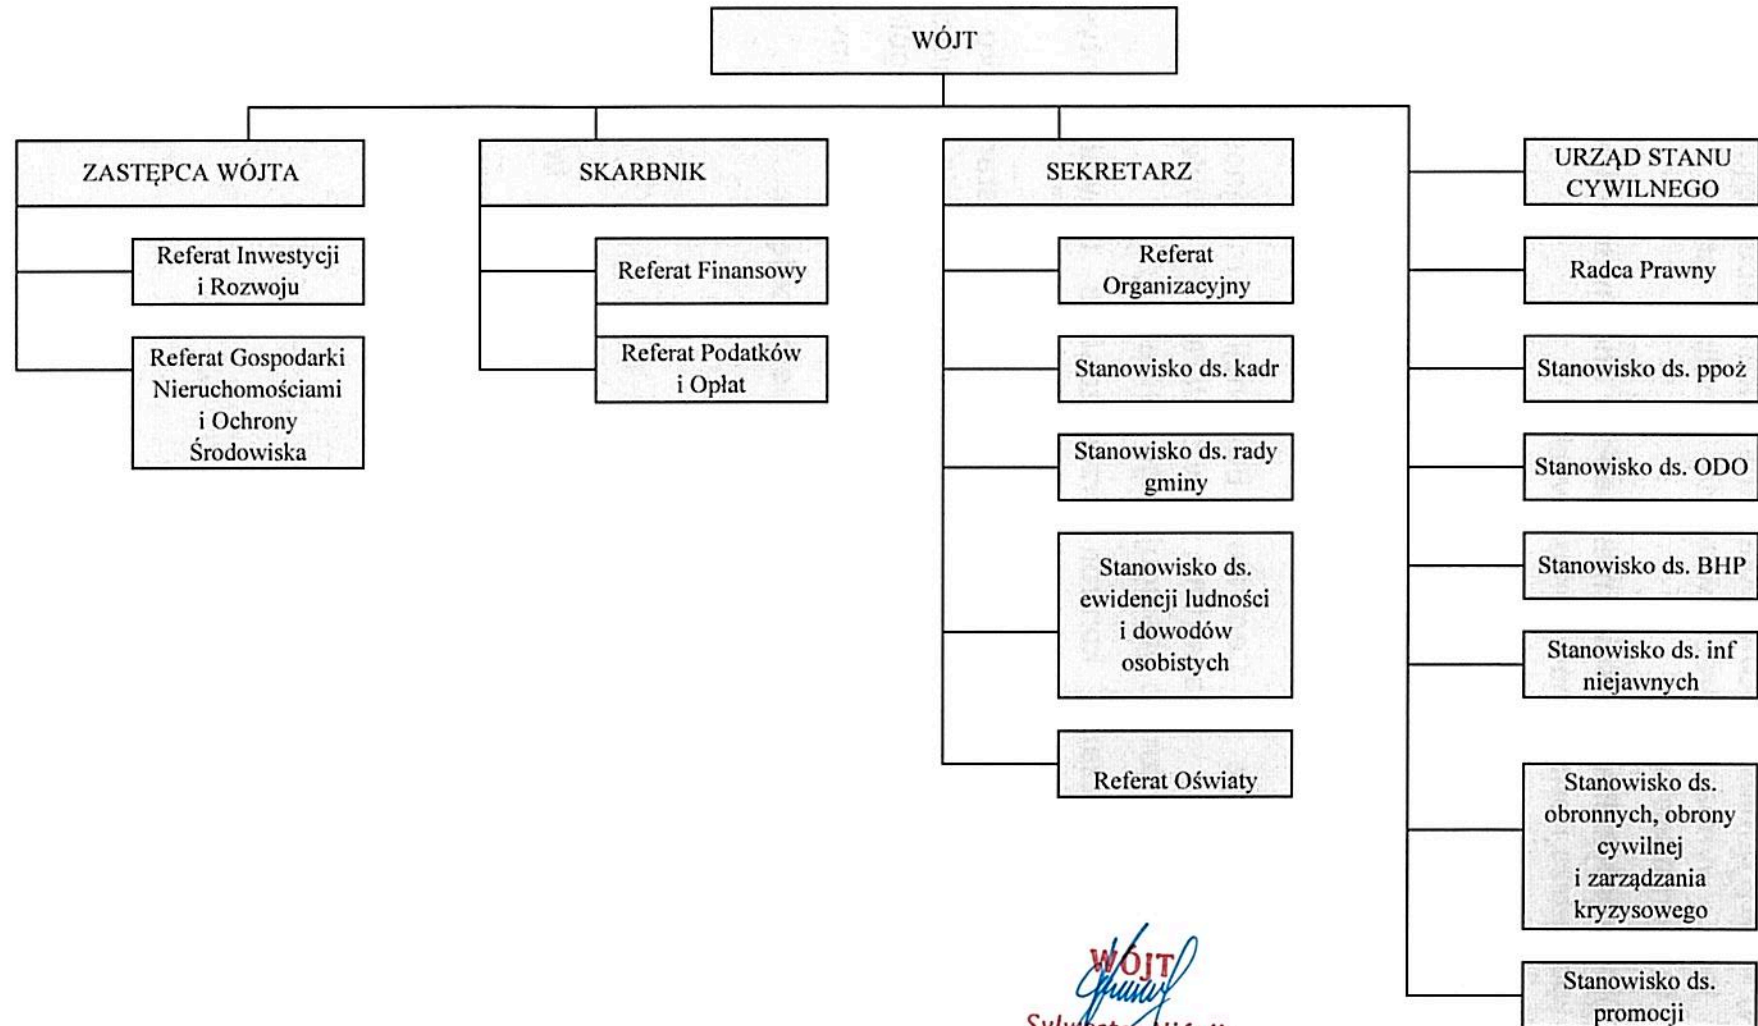 WÓJT
ZASTĘPCA WÓJTA
Referat Inwestycji
i Rozwoju
Referat Gospodarki
Nieruchomościami
i Ochrony
Środowiska
SKARBNIK
Referat Finansowy
Referat Podatków
i Opłat
SEKRETARZ
Referat
Organizacyjny
Stanowisko ds. kadr
Stanowisko ds. rady
gminy
Stanowisko ds.
ewidencji ludności
i dowodów
osobistych
Referat Oświaty
URZĄD STANU
CYWILNEGO
Radca Prawny
Stanowisko ds. ppoż
Stanowisko ds. ODO
Stanowisko ds. BHP
Stanowisko ds. inf
niejawnych
Stanowisko ds.
obronnych, obrony
cywilnej
i zarządzania
kryzysowego
Stanowisko ds.
promocji
WÓJT